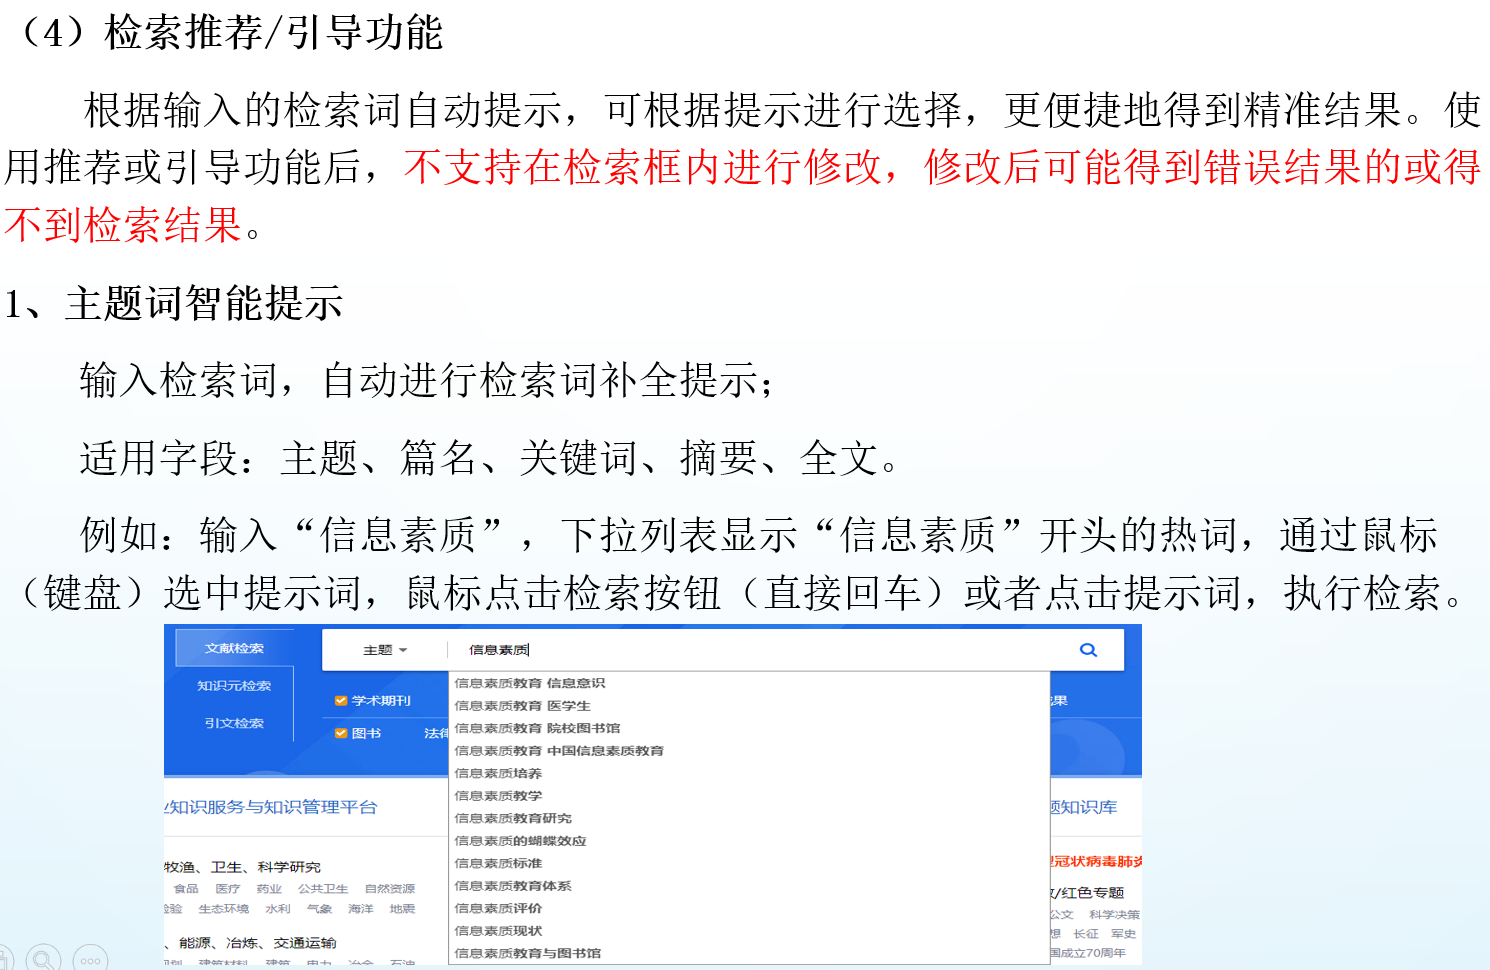 （4）检索推荐/引导功能
根据输入的检索词自动提示，可根据提示进行选择，更便捷地得到精准结果。使
用推荐或引导功能后，不支持在检索框内进行修改，修改后可能得到错误结果的或得
不到检索结果。
1、主题词智能提示
输入检索词，自动进行检索词补全提示；
适用字段：主题、篇名、关键词、摘要、全文。
例如：输入“信息素质”，下拉列表显示“信息素质”开头的热词，通过鼠标
（键盘）选中提示词，鼠标点击检索按钮（直接回车）或者点击提示词，执行检索。
文献检索
知识元检索
引文检索
主题
信息素质
学术期刊
图书
法律
果
信息素质教育 信息意识
信息素质教育 医学生
信息素质教育 院校图书馆
信息素质教育 中国信息素质教育
信息素质培养
信息素质教学
信息素质教育研究
信息素质的蝴蝶效应
信息素质标准
信息素质教育体系
信息素质评价
信息素质现状
信息素质教育与图书馆
业知识服务与知识管理平台
牧渔、卫生、科学研究
食品 医疗 药业 公共卫生 自然资源
检验 生态环境 水利 气象 海洋 地震
、能源、冶炼、交通运输
规划 建筑材料 建筑 电力 冶金 石油
题知识库
型冠状病毒肺炎
政/红色专题
公文 科学决策
想 长征 军史
国成立70周年